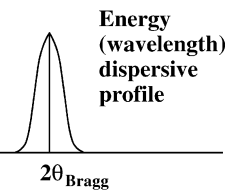 Energy
(wavelength)
dispersive
profile
2θBragg